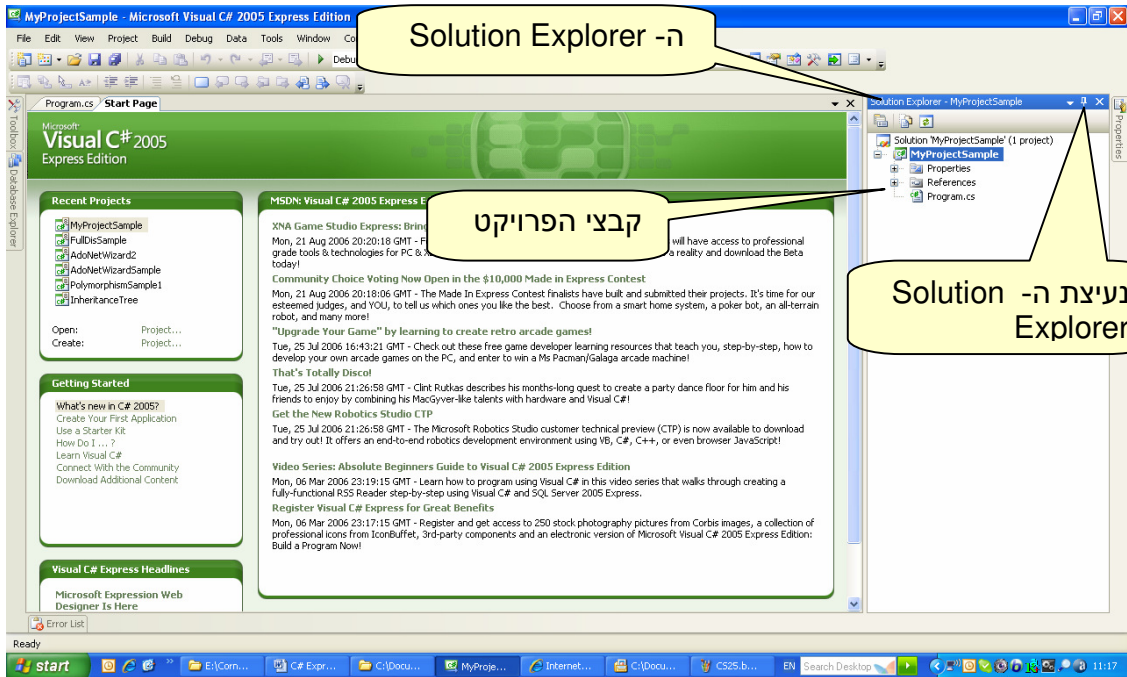 MyProjectSample - Microsoft Visual C# 2005 Express Edition
ה- Solution Explorer
File Edit View Project Build Debug Data Tools Window
Program.cs Start Page
Solution Explorer - MyProjectSample
Toolbox
Database Explorer
Properties
Microsoft
Visual C# 2005
Express Edition
Solution 'MyProjectSample' (1 project)
MyProjectSample
Properties
References
Program.cs
קבצי הפרויקט
נעיצת ה- Solution
Explorer
Recent Projects
MyProjectSample
FullDisSample
AdoNetWizard2
AdoNetWizardSample
PolymorphismSample1
InheritanceTree
Open: Project...
Create: Project...
Getting Started
What's new in C# 2005?
Create Your First Application
Use a Starter Kit
How Do I ... ?
Learn Visual C#
Connect With the Community
Download Additional Content
Visual C# Express Headlines
Microsoft Expression Web
Designer Is Here
MSDN: Visual C# 2005 Express
XNA Game Studio Express:
Mon, 21 Aug 2006 20:20:18 GMT - will have access to professional
grade tools & technologies for PC & a reality and download the Beta
today!
Community Choice Voting Now Open in the $10,000 Made in Express Contest
Mon, 21 Aug 2006 20:18:06 GMT - The Made In Express Contest finalists have built and submitted their projects. It's time for our
esteemed judges, and YOU, to tell us which ones you like the best. Choose from a smart home system, a poker bot, an all-terrain
robot, and many more!
"Upgrade Your Game" by learning to create retro arcade games!
Tue, 25 Jul 2006 16:43:21 GMT - Check out these free game developer learning resources that teach you, step-by-step, how to
develop your own arcade games on the PC, and enter to win a Ms Pacman/Galaga arcade machine!
That's Totally Disco!
Tue, 25 Jul 2006 21:26:58 GMT - Clint Rutkas describes his months-long quest to create a party dance floor for him and his
friends to enjoy by combining his MacGyver-like talents with hardware and Visual C#!
Get the New Robotics Studio CTP
Tue, 25 Jul 2006 21:26:58 GMT - The Microsoft Robotics Studio customer technical preview (CTP) is now available to download
and try out! It offers an end-to-end robotics development environment using VB, C#, C++, or even browser JavaScript!
Video Series: Absolute Beginners Guide to Visual C# 2005 Express Edition
Mon, 06 Mar 2006 23:19:15 GMT - Learn how to program using Visual C# in this video series that walks through creating a
fully-functional RSS Reader step-by-step using Visual C# and SQL Server 2005 Express.
Register Visual C# Express for Great Benefits
Mon, 06 Mar 2006 23:17:15 GMT - Register and get access to 250 stock photography pictures from Corbis images, a collection of
professional icons from IconBuffet, 3rd-party components and an electronic version of Microsoft Visual C# 2005 Express Edition:
Build a Program Now!
Error List
Ready
start E:\Corn... C# Expr... C:\Docu... MyProje... Internet... C:\Docu... CS25.b... EN Search Desktop 11:17